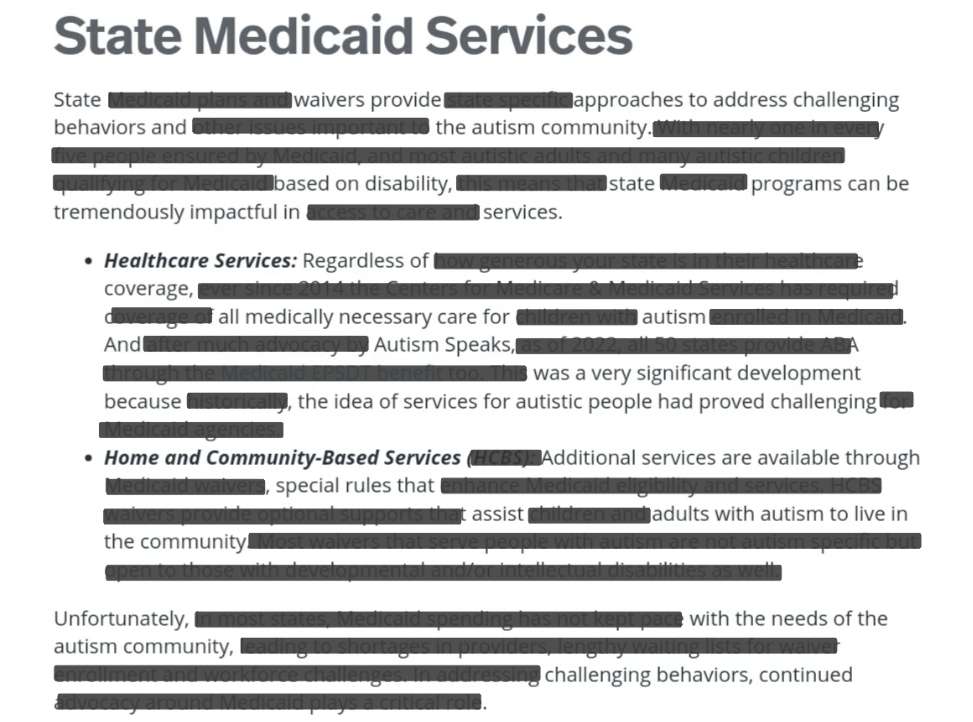 State Medicaid Services
State Medicaid plans and waivers provide state specific approaches to address challenging
behaviors and other issues important to the autism community. With nearly one in every
five people ensured by Medicaid, and most autistic adults and many autistic children
qualifying for Medicaid based on disability, this means that state Medicaid programs can be
tremendously impactful in access to care and services.
• Healthcare Services: Regardless of how generous your state is in their healthcare
coverage, ever since 2014 the Centers for Medicare & Medicaid Services has required
coverage of all medically necessary care for children with autism enrolled in Medicaid.
And after much advocacy by Autism Speaks, as of 2022, all 50 states provide ABA
through the Medicaid EPSDT benefit too. This was a very significant development
because historically, the idea of services for autistic people had proved challenging for
Medicaid agencies.
• Home and Community-Based Services (HCBS): Additional services are available through
Medicaid waivers, special rules that enhance Medicaid eligibility and services. HCBS
waivers provide optional supports that assist children and adults with autism to live in
the community. Most waivers that serve people with autism are not autism specific but
open to those with developmental and/or intellectual disabilities as well.
Unfortunately, in most states, Medicaid spending has not kept pace with the needs of the
autism community, leading to shortages in providers, lengthy waiting lists for waiver
enrollment and workforce challenges. In addressing challenging behaviors, continued
advocacy around Medicaid plays a critical role.